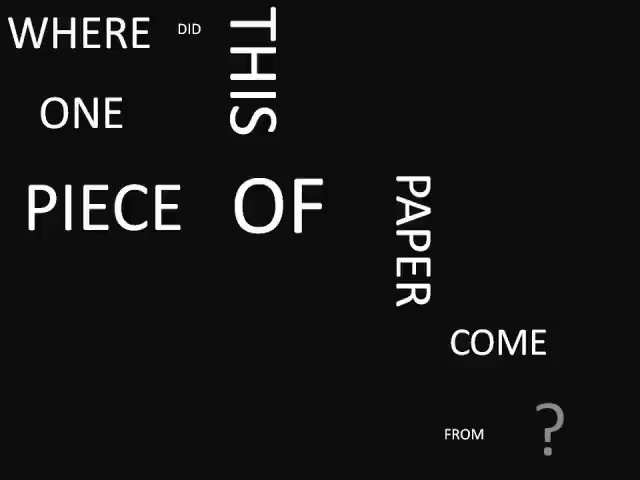 WHERE DID THIS
ONE
PIECE OF PAPER
COME
FROM ?